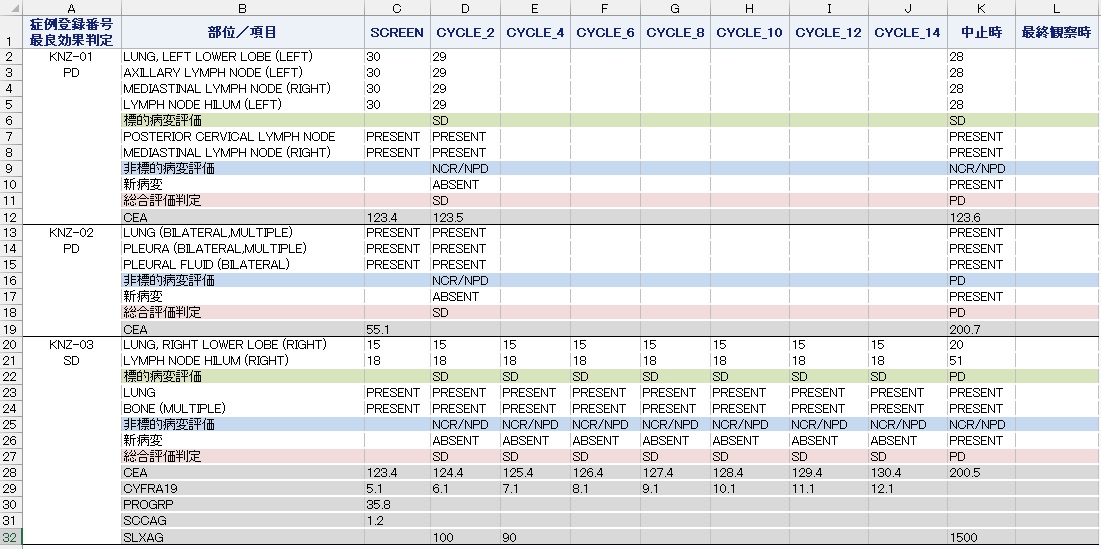 A B C D E F G H I J K L
1 症例登録番号 最良効果判定 部位／項目 SCREEN CYCLE_2 CYCLE_4 CYCLE_6 CYCLE_8 CYCLE_10 CYCLE_12 CYCLE_14 中止時 最終観察時
2 KNZ-01 LUNG, LEFT LOWER LOBE (LEFT) 30 29 28
3 PD AXILLARY LYMPH NODE (LEFT) 30 29 28
4 MEDIASTINAL LYMPH NODE (RIGHT) 30 29 28
5 LYMPH NODE HILUM (LEFT) 30 29 28
6 標的病変評価 SD SD
7 POSTERIOR CERVICAL LYMPH NODE PRESENT PRESENT PRESENT
8 MEDIASTINAL LYMPH NODE (RIGHT) PRESENT PRESENT PRESENT
9 非標的病変評価 NCR/NPD NCR/NPD
10 新病変 ABSENT PRESENT
11 総合評価判定 SD PD
12 CEA 123.4 123.5 123.6
13 KNZ-02 LUNG (BILATERAL,MULTIPLE) PRESENT PRESENT PRESENT
14 PD PLEURA (BILATERAL,MULTIPLE) PRESENT PRESENT PRESENT
15 PLEURAL FLUID (BILATERAL) PRESENT PRESENT PRESENT
16 非標的病変評価 NCR/NPD PD
17 新病変 ABSENT PRESENT
18 総合評価判定 SD PD
19 CEA 55.1 200.7
20 KNZ-03 LUNG, RIGHT LOWER LOBE (RIGHT) 15 15 15 15 15 15 15 15 20
21 SD LYMPH NODE HILUM (RIGHT) 18 18 18 18 18 18 18 18 51
22 標的病変評価 SD SD SD SD SD SD SD PD
23 LUNG PRESENT PRESENT PRESENT PRESENT PRESENT PRESENT PRESENT PRESENT PRESENT
24 BONE (MULTIPLE) PRESENT PRESENT PRESENT PRESENT PRESENT PRESENT PRESENT PRESENT PRESENT
25 非標的病変評価 NCR/NPD NCR/NPD NCR/NPD NCR/NPD NCR/NPD NCR/NPD NCR/NPD NCR/NPD
26 新病変 ABSENT ABSENT ABSENT ABSENT ABSENT ABSENT ABSENT PRESENT
27 総合評価判定 SD SD SD SD SD SD SD PD
28 CEA 123.4 124.4 125.4 126.4 127.4 128.4 129.4 130.4 200.5
29 CYFRA19 5.1 6.1 7.1 8.1 9.1 10.1 11.1 12.1
30 PROGRP 35.8
31 SCCAG 1.2
32 SLXAG 100 90 1500